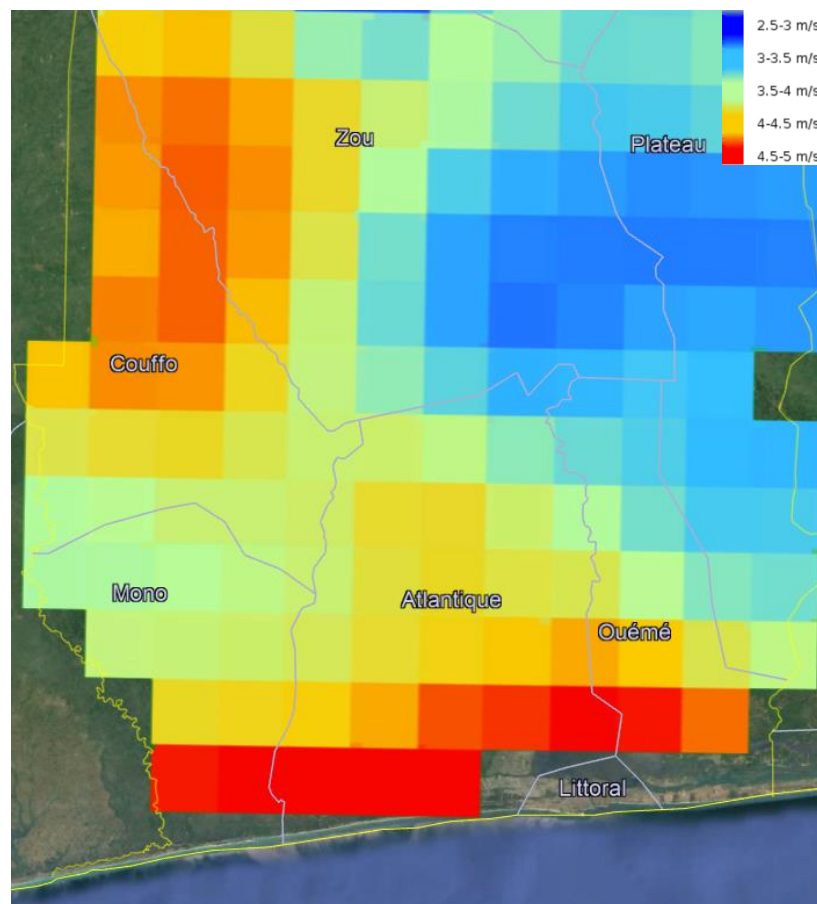 2.5-3 m/s
3-3.5 m/s
3.5-4 m/s
4-4.5 m/s
4.5-5 m/s
Zou
Plateau
Couffo
Mono
Atlantique
Ouémé
Littoral